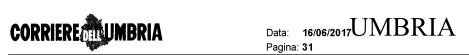 CORRIERE DELL'UMBRIA
Data: 16/06/2017 UMBRIA
Pagina: 31